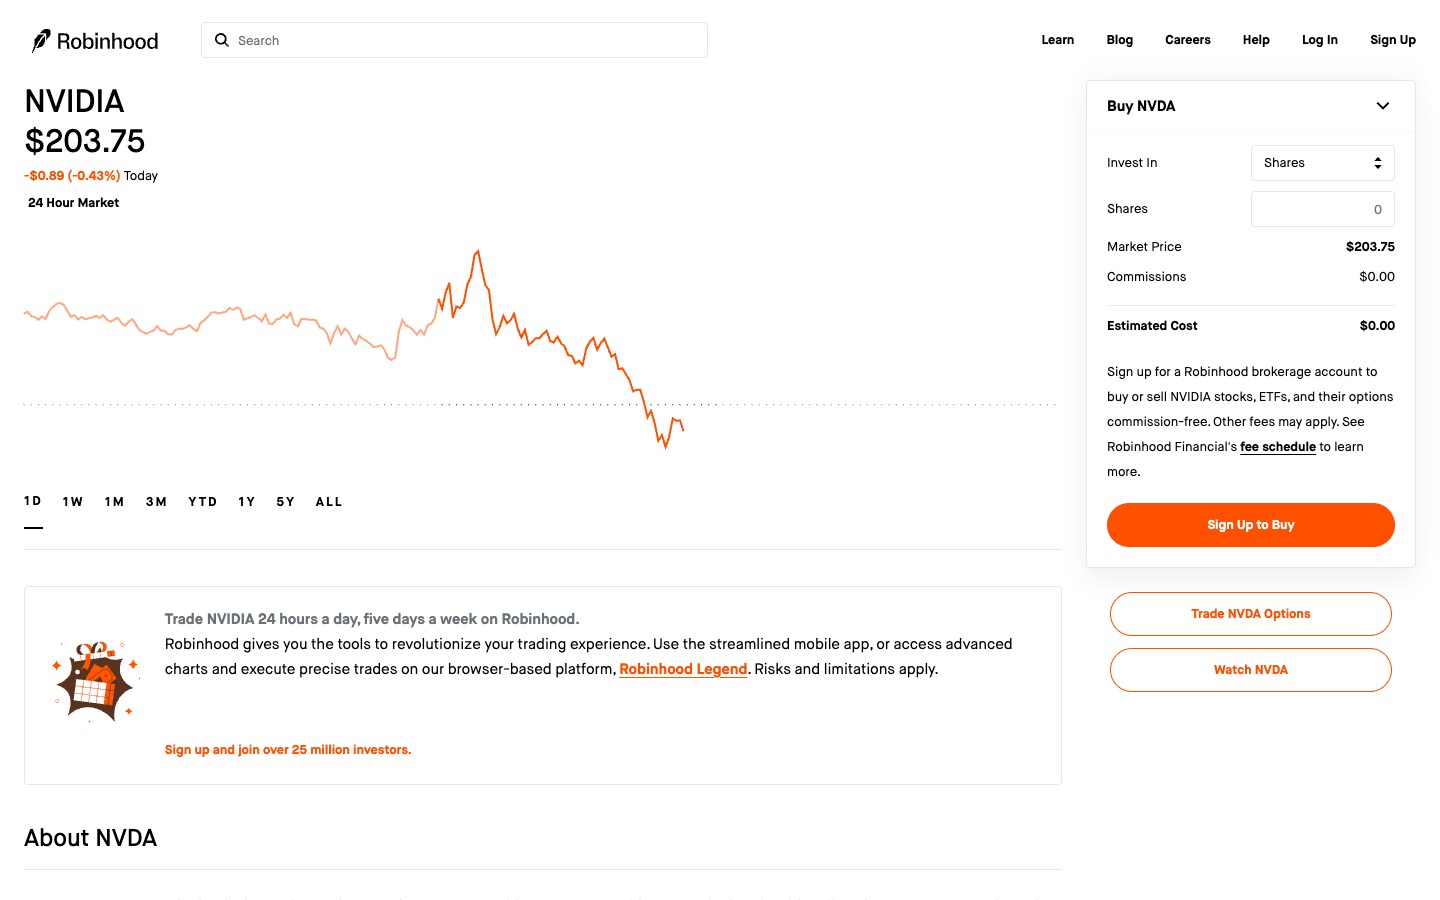 Robinhood
Search
Learn
Blog
Careers
Help
Log In
Sign Up
NVIDIA
$203.75
-$0.89 (-0.43%) Today
24 Hour Market
1D
1W
1M
3M
YTD
1Y
5Y
ALL
Trade NVIDIA 24 hours a day, five days a week on Robinhood.
Robinhood gives you the tools to revolutionize your trading experience. Use the streamlined mobile app, or access advanced
charts and execute precise trades on our browser-based platform, Robinhood Legend. Risks and limitations apply.
Sign up and join over 25 million investors.
About NVDA
Buy NVDA
Invest In
Shares
Shares
0
Market Price
$203.75
Commissions
$0.00
Estimated Cost
$0.00
Sign up for a Robinhood brokerage account to
buy or sell NVIDIA stocks, ETFs, and their options
commission-free. Other fees may apply. See
Robinhood Financial's fee schedule to learn
more.
Sign Up to Buy
Trade NVDA Options
Watch NVDA